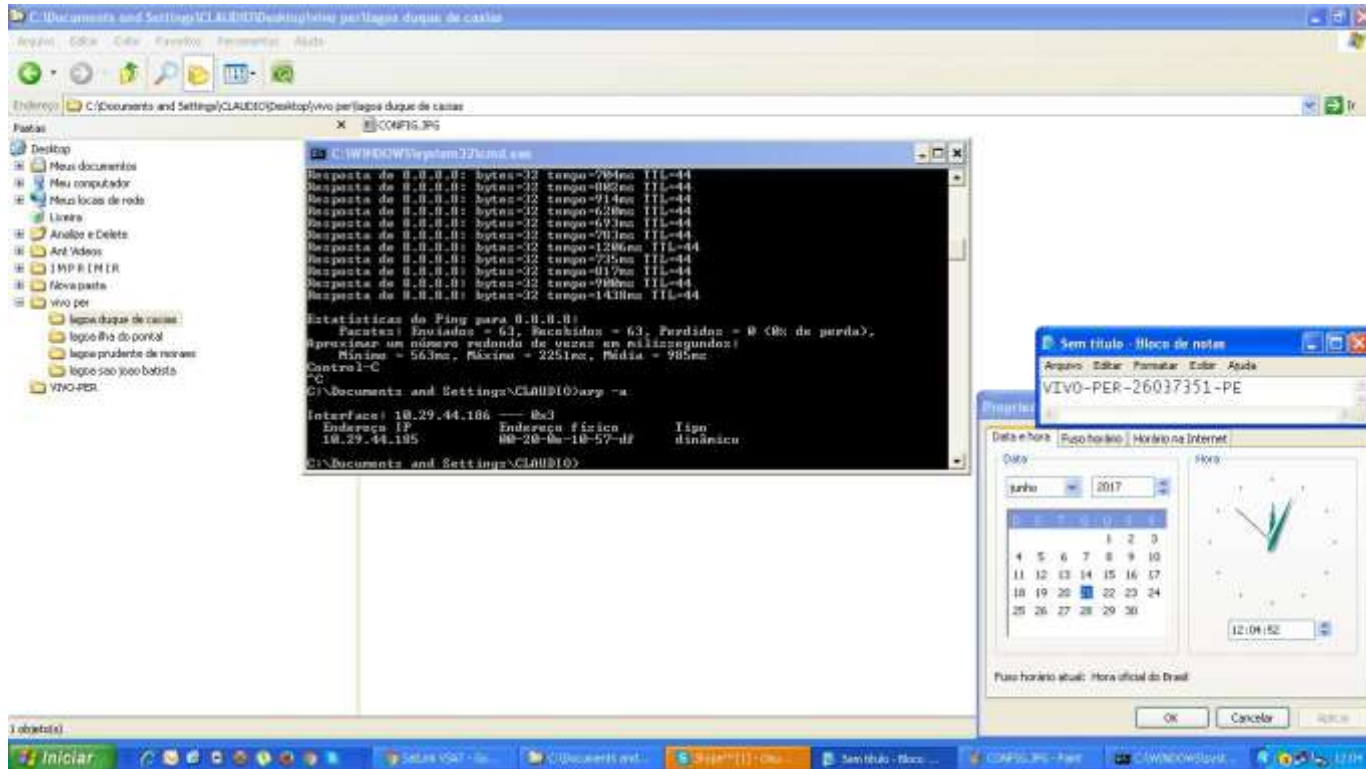 C:\Documents and Settings\CLAUDIO\Desktop\vivo per\lagoa duque de caxias
Arquivo Editar Exibir Favoritos Ferramentas Ajuda
Endereço C:\Documents and Settings\CLAUDIO\Desktop\vivo per\lagoa duque de caxias Ir
Pastas
CONFIG.JPG
Desktop
Meus documentos
Meu computador
Meus locais de rede
Lixeira
Analize e Delete
Ant Videos
I M P R I M I R
Nova pasta
vivo per
lagoa duque de caxias
lagoa ilha do pontal
lagoa prudente de moraes
lagoa sao joao batista
VIVO-PER
1 objeto(s)
C:\WINDOWS\system32\cmd.exe
Resposta de 8.8.8.8: bytes=32 tempo=704ms TTL=44
Resposta de 8.8.8.8: bytes=32 tempo=802ms TTL=44
Resposta de 8.8.8.8: bytes=32 tempo=914ms TTL=44
Resposta de 8.8.8.8: bytes=32 tempo=620ms TTL=44
Resposta de 8.8.8.8: bytes=32 tempo=693ms TTL=44
Resposta de 8.8.8.8: bytes=32 tempo=703ms TTL=44
Resposta de 8.8.8.8: bytes=32 tempo=1206ms TTL=44
Resposta de 8.8.8.8: bytes=32 tempo=735ms TTL=44
Resposta de 8.8.8.8: bytes=32 tempo=817ms TTL=44
Resposta de 8.8.8.8: bytes=32 tempo=900ms TTL=44
Resposta de 8.8.8.8: bytes=32 tempo=1438ms TTL=44
Estatísticas do Ping para 8.8.8.8:
Pacotes: Enviados = 63, Recebidos = 63, Perdidos = 0 (0% de perda),
Aproximar um número redondo de vezes em milissegundos:
Mínimo = 563ms, Máximo = 2251ms, Média = 985ms
Control-C
^C
C:\Documents and Settings\CLAUDIO>arp -a
Interface: 10.29.44.186 --- 0x3
Endereço IP Endereço físico Tipo
10.29.44.185 00-20-0e-10-57-df dinâmico
C:\Documents and Settings\CLAUDIO>
Sem título - Bloco de notas
Arquivo Editar Formatar Exibir Ajuda
VIVO-PER-26037351-PE
Data e hora Fuso horário Horário na Internet
Data
Hora
junho 2017
D S T Q Q S S
1 2 3
4 5 6 7 8 9 10
11 12 13 14 15 16 17
18 19 20 21 22 23 24
25 26 27 28 29 30
12:04:52
Fuso horário atual: Hora oficial do Brasil
OK Cancelar Aplicar
Iniciar
C:\Documents and...
Sem título - Bloco ...
CONFIG.JPG - Paint